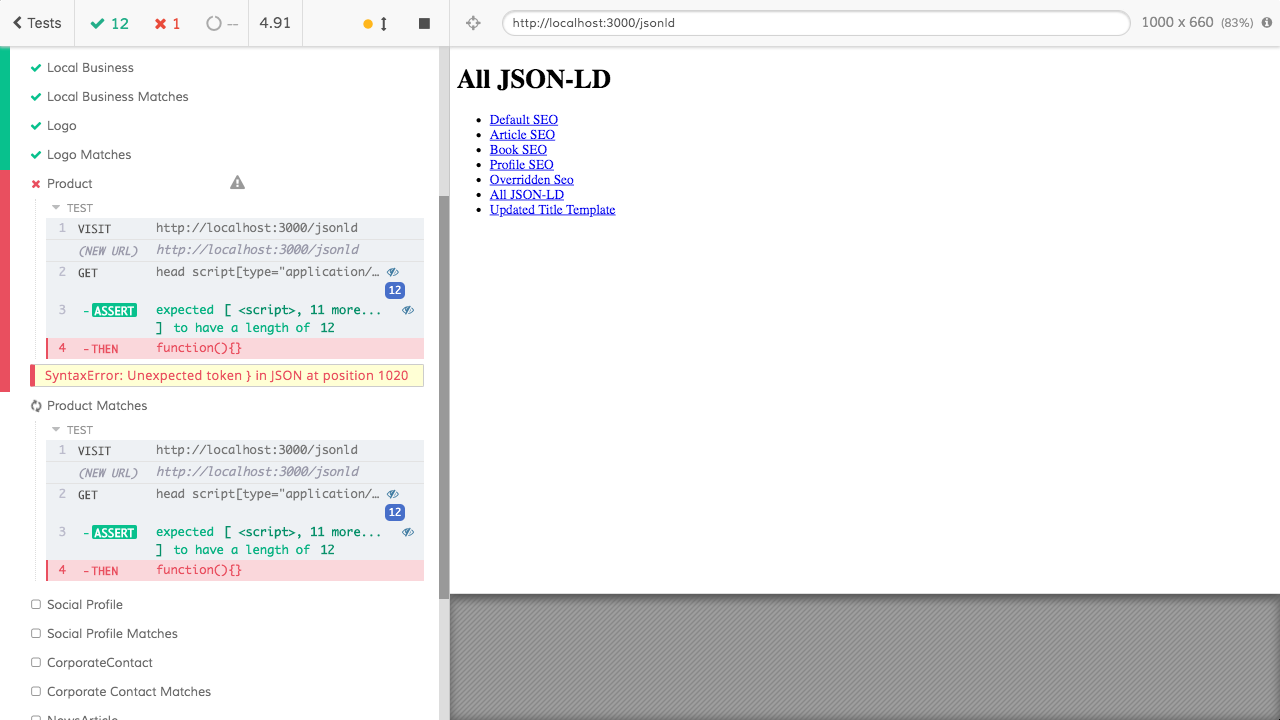 Tests 12 1 -- 4.91 http://localhost:3000/jsonld 1000 x 660 (83%)
Local Business
Local Business Matches
Logo
Logo Matches
Product
TEST
1 VISIT http://localhost:3000/jsonld
(NEW URL) http://localhost:3000/jsonld
2 GET head script[type="application/…
12
3 -ASSERT expected [ <script>, 11 more...
] to have a length of 12
4 -THEN function(){}
SyntaxError: Unexpected token } in JSON at position 1020
Product Matches
TEST
1 VISIT http://localhost:3000/jsonld
(NEW URL) http://localhost:3000/jsonld
2 GET head script[type="application/…
12
3 -ASSERT expected [ <script>, 11 more...
] to have a length of 12
4 -THEN function(){}
Social Profile
Social Profile Matches
CorporateContact
Corporate Contact Matches
NewsArticle
All JSON-LD
Default SEO
Article SEO
Book SEO
Profile SEO
Overridden Seo
All JSON-LD
Updated Title Template